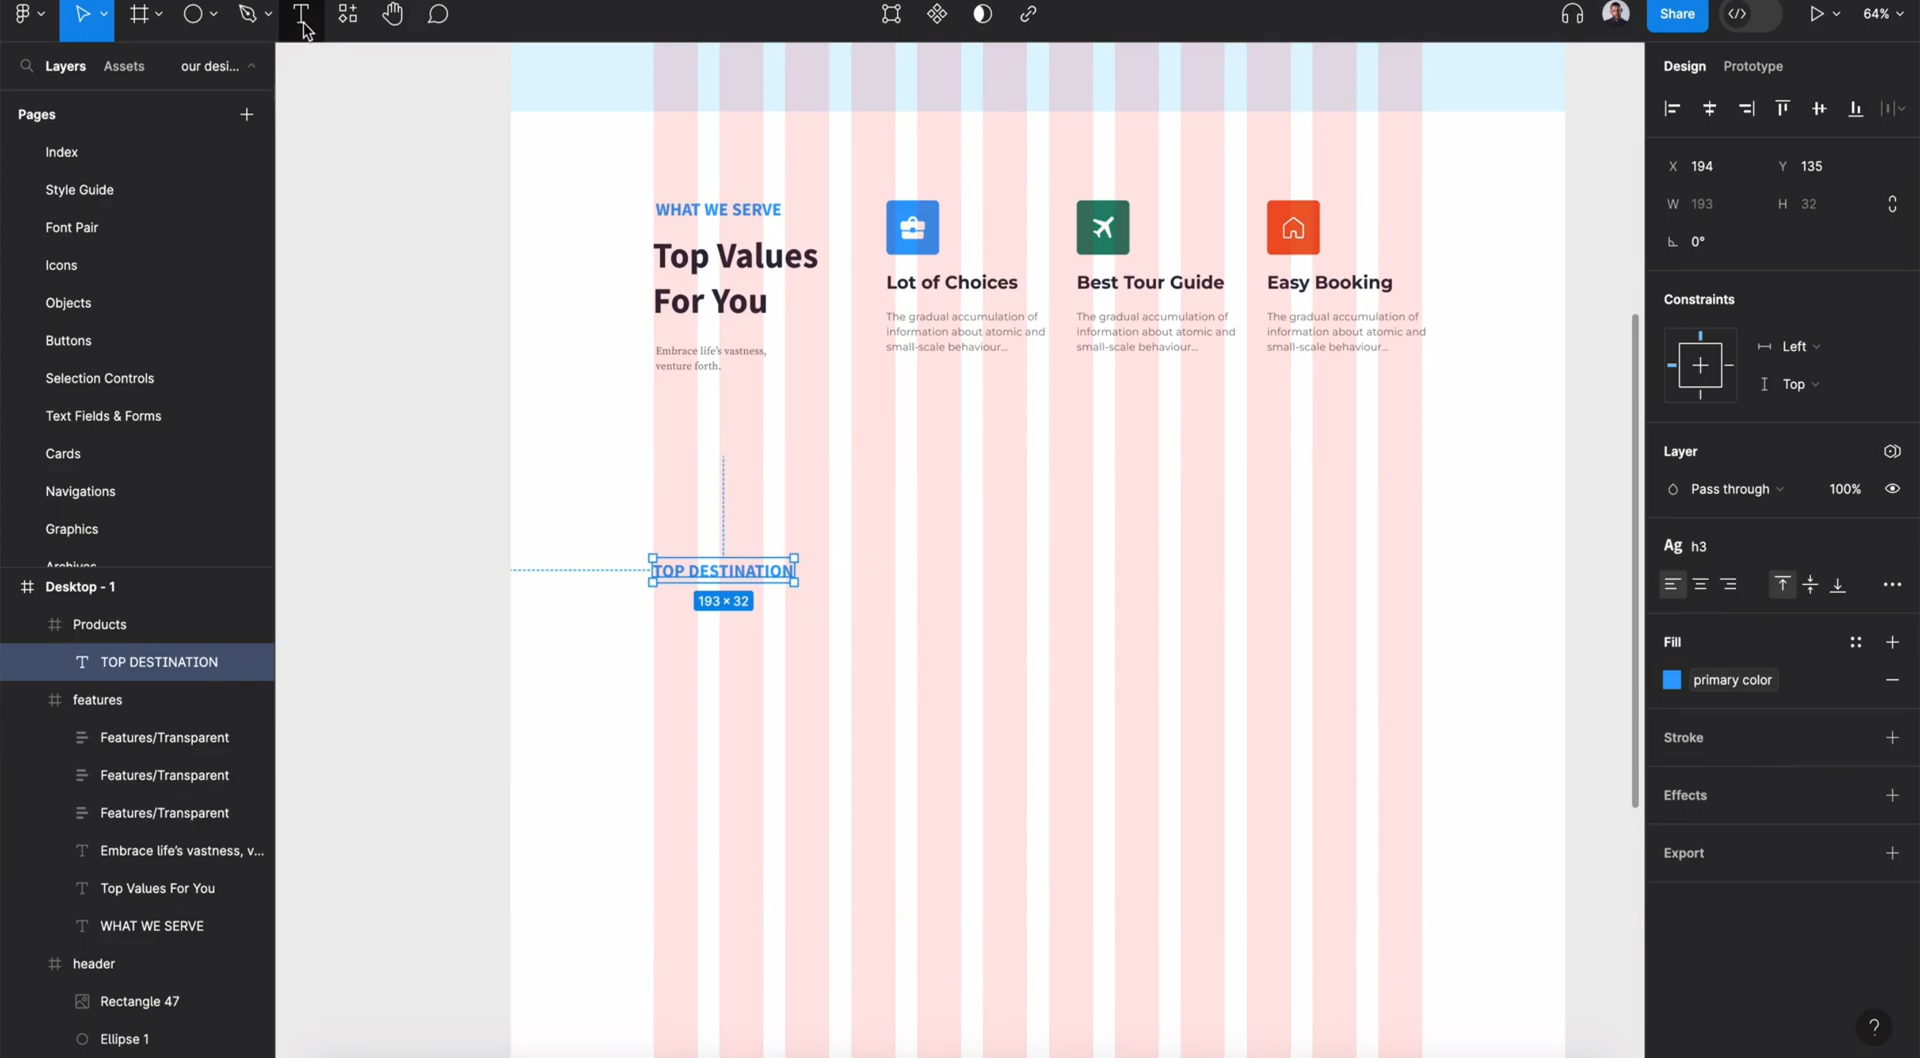 Share
64%
Layers
Assets
our desi...
Pages
Index
Style Guide
Font Pair
Icons
Objects
Buttons
Selection Controls
Text Fields & Forms
Cards
Navigations
Graphics
Archives
Desktop - 1
Products
TOP DESTINATION
features
Features/Transparent
Features/Transparent
Features/Transparent
Embrace life's vastness, v...
Top Values For You
WHAT WE SERVE
header
Rectangle 47
Ellipse 1
WHAT WE SERVE
Top Values
For You
Embrace life's vastness,
venture forth.
Lot of Choices
The gradual accumulation of
information about atomic and
small-scale behaviour...
Best Tour Guide
The gradual accumulation of
information about atomic and
small-scale behaviour...
Easy Booking
The gradual accumulation of
information about atomic and
small-scale behaviour...
TOP DESTINATION
193 × 32
Design
Prototype
X 194
Y 135
W 193
H 32
0°
Constraints
Left
Top
Layer
Pass through
100%
Ag h3
Fill
primary color
Stroke
Effects
Export
?